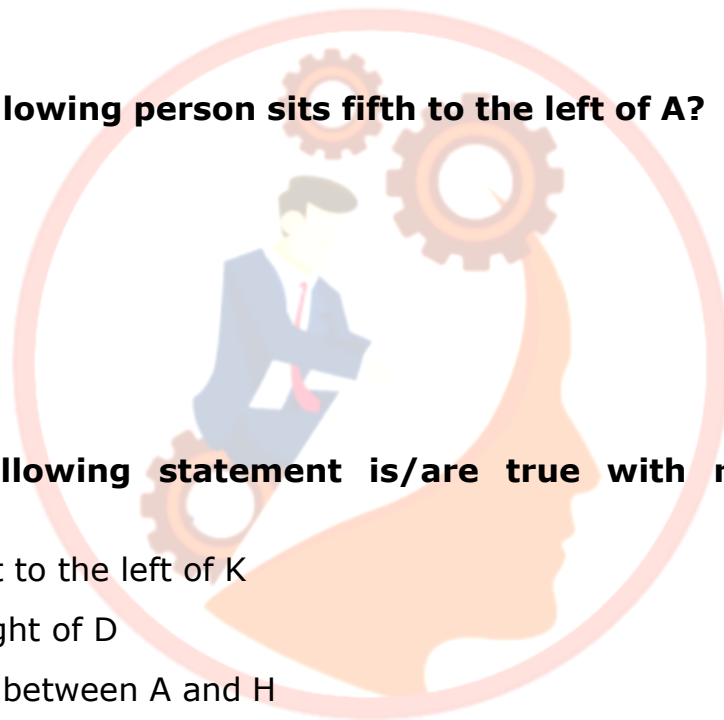 lowing person sits fifth to the left of A?
llowing statement is/are true with
to the left of K
ght of D
between A and H